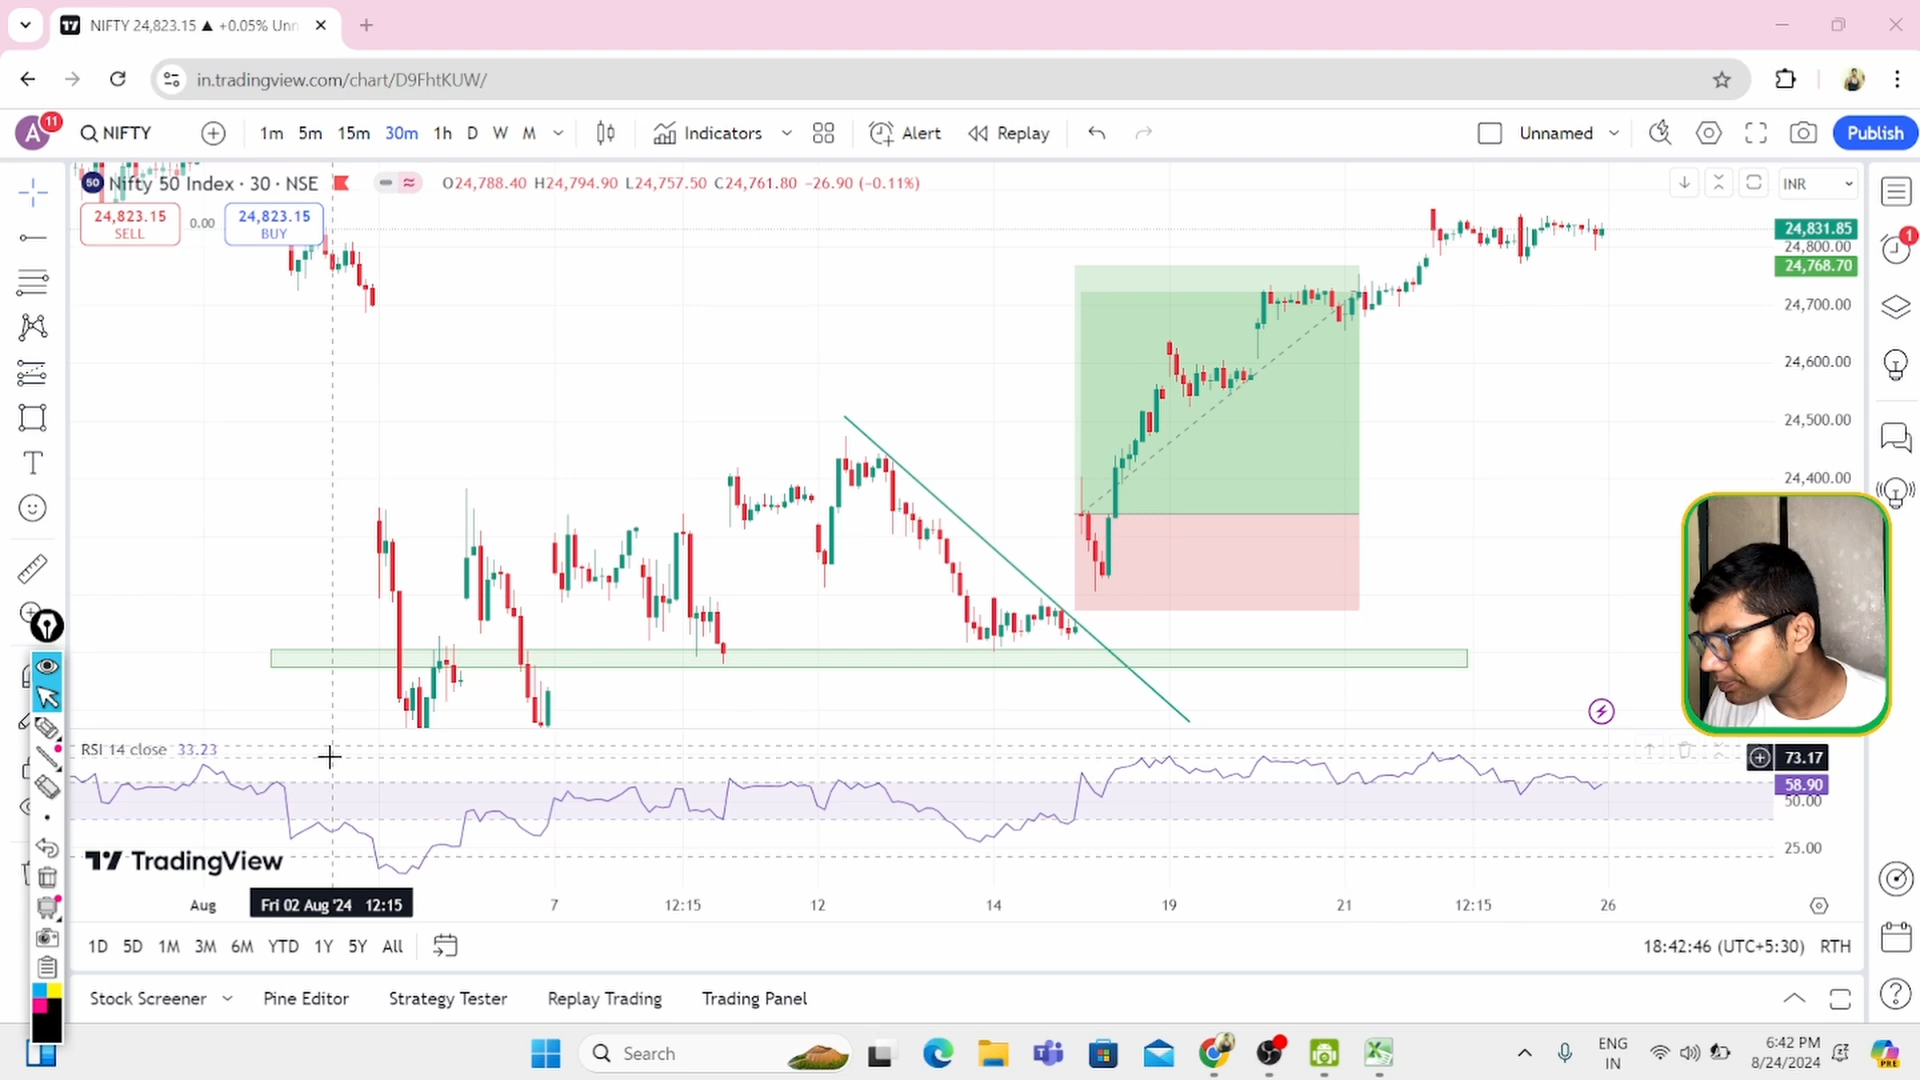 NIFTY 24,823.15 ▲ +0.05% Unn
in.tradingview.com/chart/D9FhtKUW/
A 11 NIFTY 1m 5m 15m 30m 1h D W M Indicators Alert Replay Unnamed Publish
50 Nifty 50 Index · 30 · NSE O24,788.40 H24,794.90 L24,757.50 C24,761.80 −26.90 (−0.11%) INR
24,823.15 0.00 24,823.15
SELL BUY
24,831.85
24,800.00
24,768.70
24,700.00
24,600.00
24,500.00
24,400.00
1
RSI 14 close 33.23
73.17
58.90
50.00
25.00
TradingView
Aug Fri 02 Aug '24 12:15 7 12:15 12 14 19 21 12:15 26
1D 5D 1M 3M 6M YTD 1Y 5Y All 18:42:46 (UTC+5:30) RTH
Stock Screener Pine Editor Strategy Tester Replay Trading Trading Panel
Search ENG IN 6:42 PM 8/24/2024 PRE